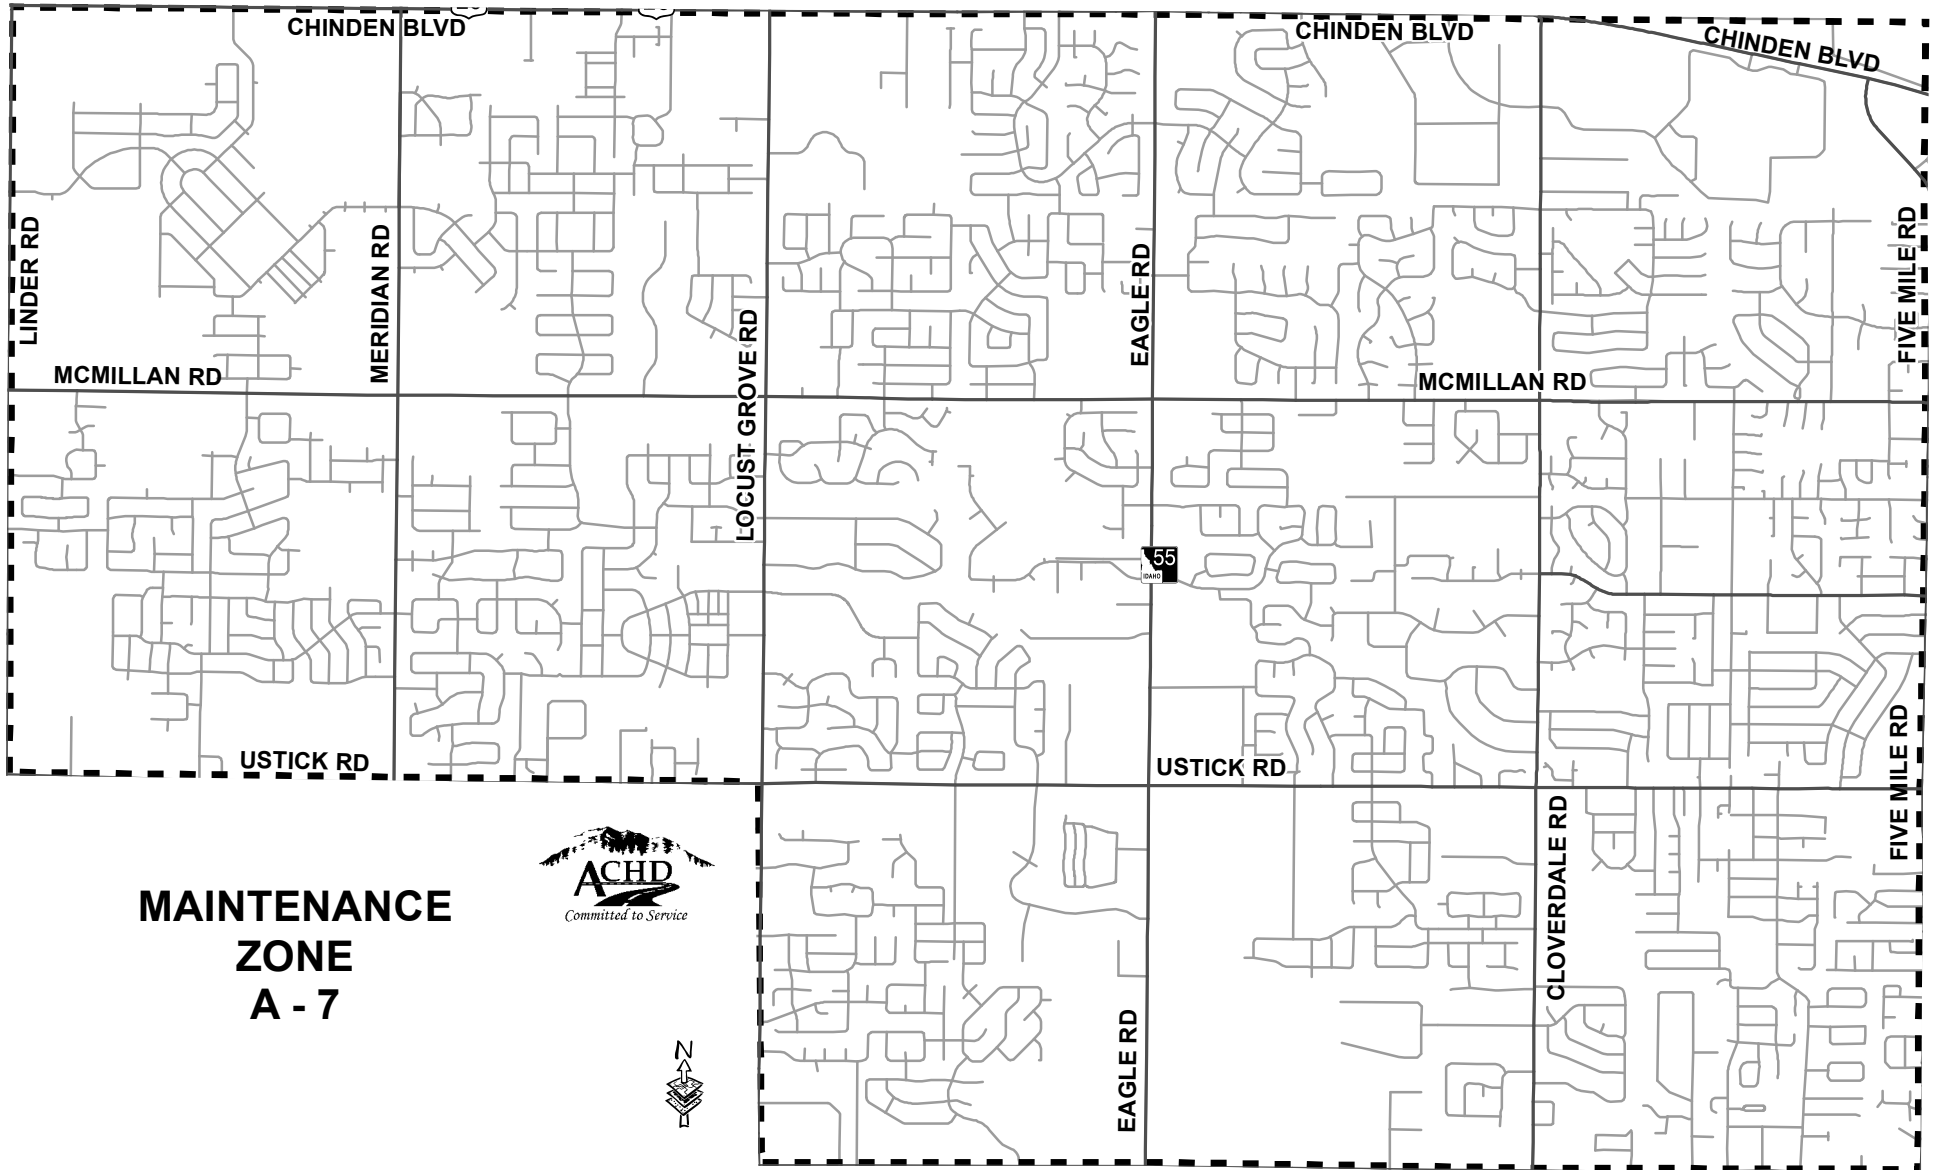 CHINDEN BLVD
CHINDEN BLVD
CHINDEN BLVD
LINDER RD
MERIDIAN RD
LOCUST GROVE RD
EAGLE RD
FIVE MILE RD
MCMILLAN RD
MCMILLAN RD
55
IDAHO
USTICK RD
USTICK RD
FIVE MILE RD
CLOVERDALE RD
EAGLE RD
ACHD
Committed to Service
MAINTENANCE
ZONE
A - 7
N